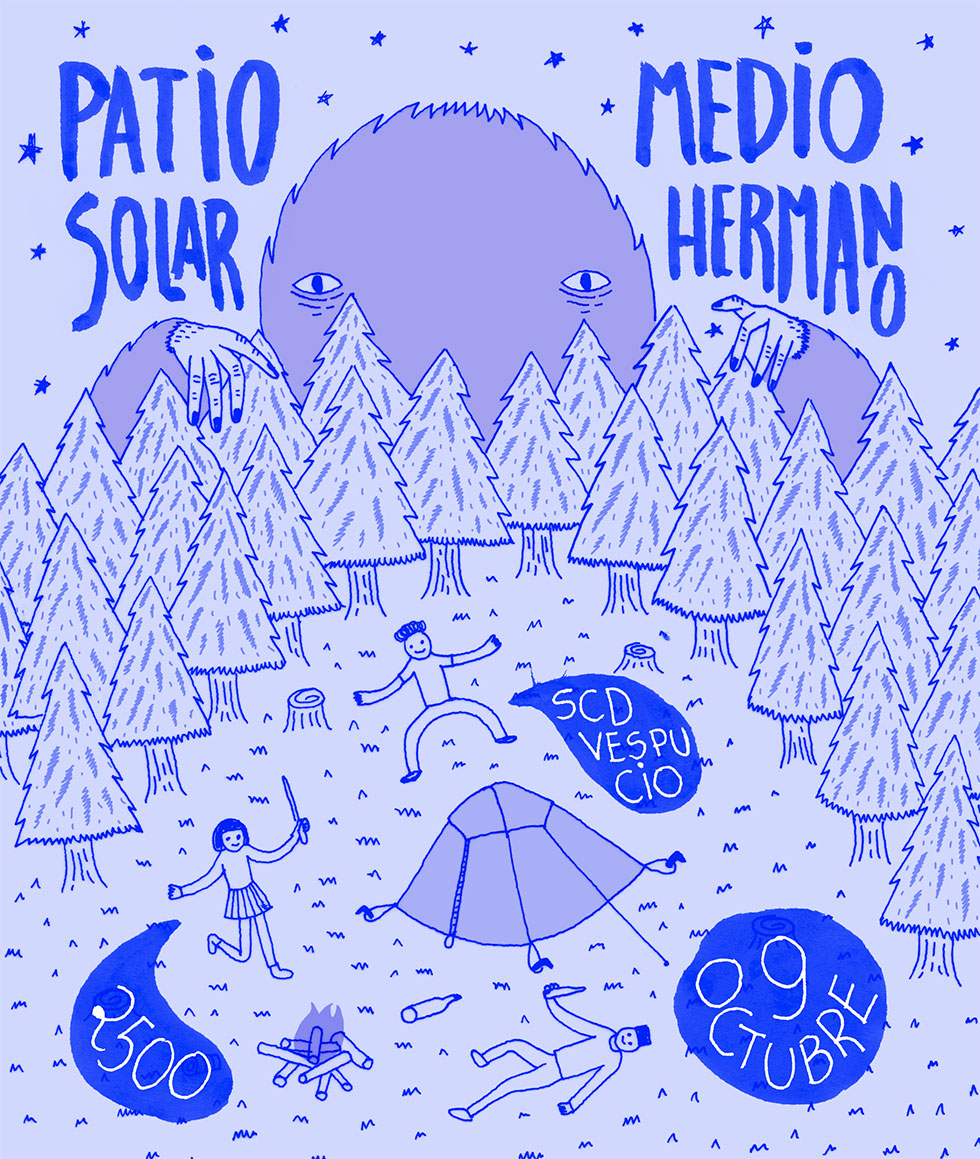 PATIO
SOLAR
MEDIO
HERMANO
SCD
VESPU
CIO
2500
09
OCTUBRE